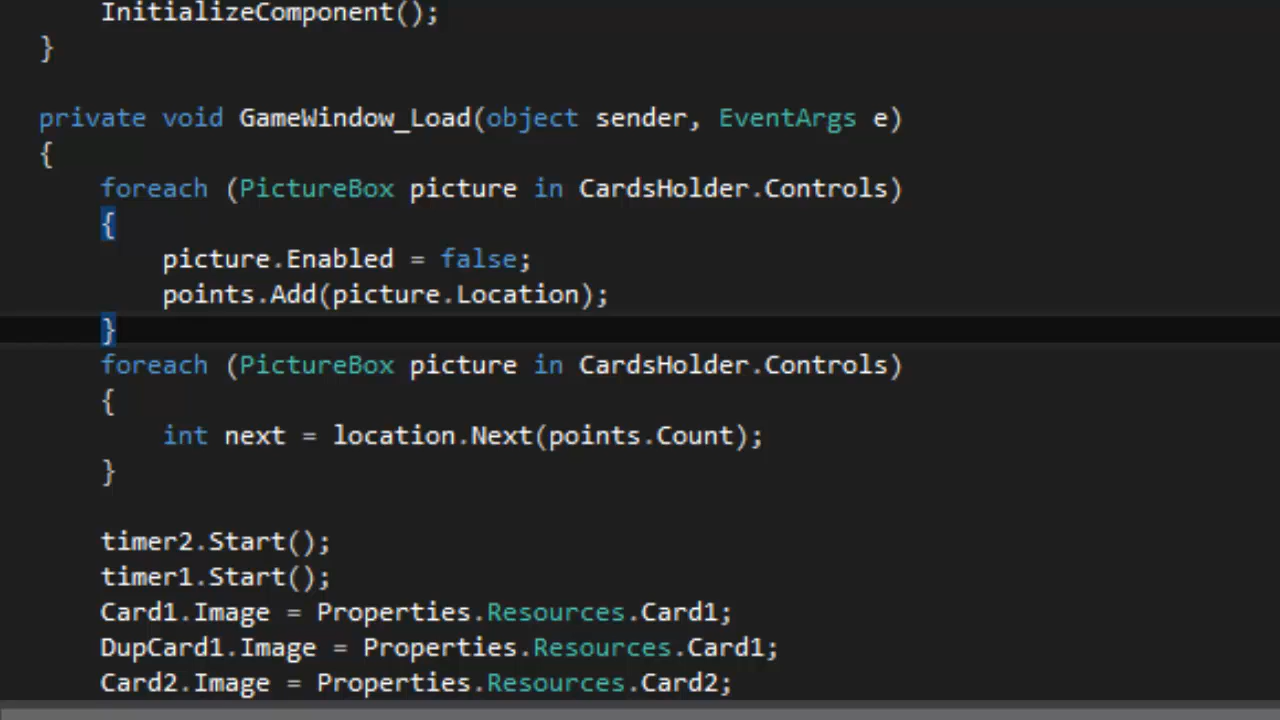 InitializeComponent();
}
private void GameWindow_Load(object sender, EventArgs e)
{
foreach (PictureBox picture in CardsHolder.Controls)
{
picture.Enabled = false;
points.Add(picture.Location);
}
foreach (PictureBox picture in CardsHolder.Controls)
{
int next = location.Next(points.Count);
}
timer2.Start();
timer1.Start();
Card1.Image = Properties.Resources.Card1;
DupCard1.Image = Properties.Resources.Card1;
Card2.Image = Properties.Resources.Card2;